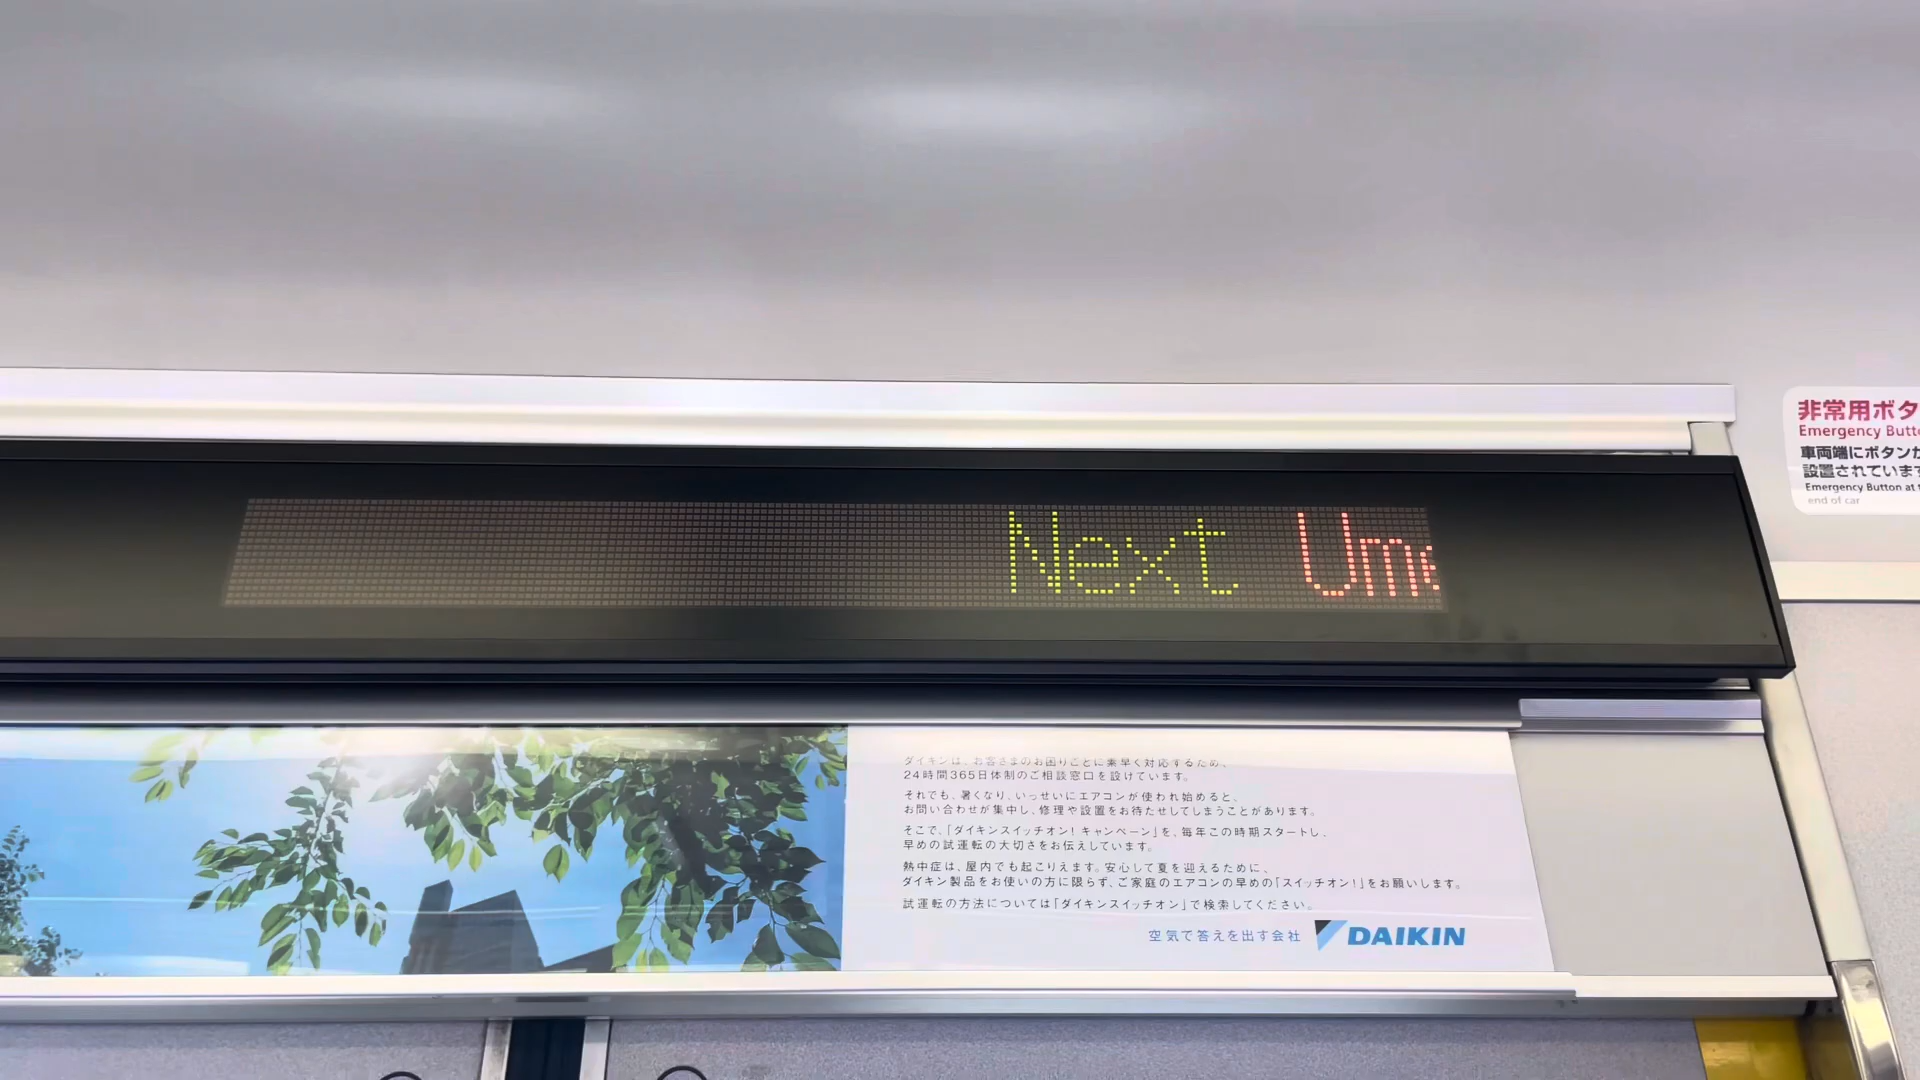 非常用ボタ
Emergency Butto
車両端にボタンが
設置されています
Emergency Button at t
end of car
Next Ume
ダイキンは、お客さまのお困りごとに素早く対応するため、
24時間365日体制のご相談窓口を設けています。
それでも、暑くなり、いっせいにエアコンが使われ始めると、
お問い合わせが集中し、修理や設置をお待たせしてしまうことがあります。
そこで、「ダイキンスイッチオン! キャンペーン」を、毎年この時期スタートし、
早めの試運転の大切さをお伝えしています。
熱中症は、屋内でも起こりえます。安心して夏を迎えるために、
ダイキン製品をお使いの方に限らず、ご家庭のエアコンの早めの「スイッチオン!」をお願いします。
試運転の方法については「ダイキンスイッチオン」で検索してください。
空気で答えを出す会社 DAIKIN